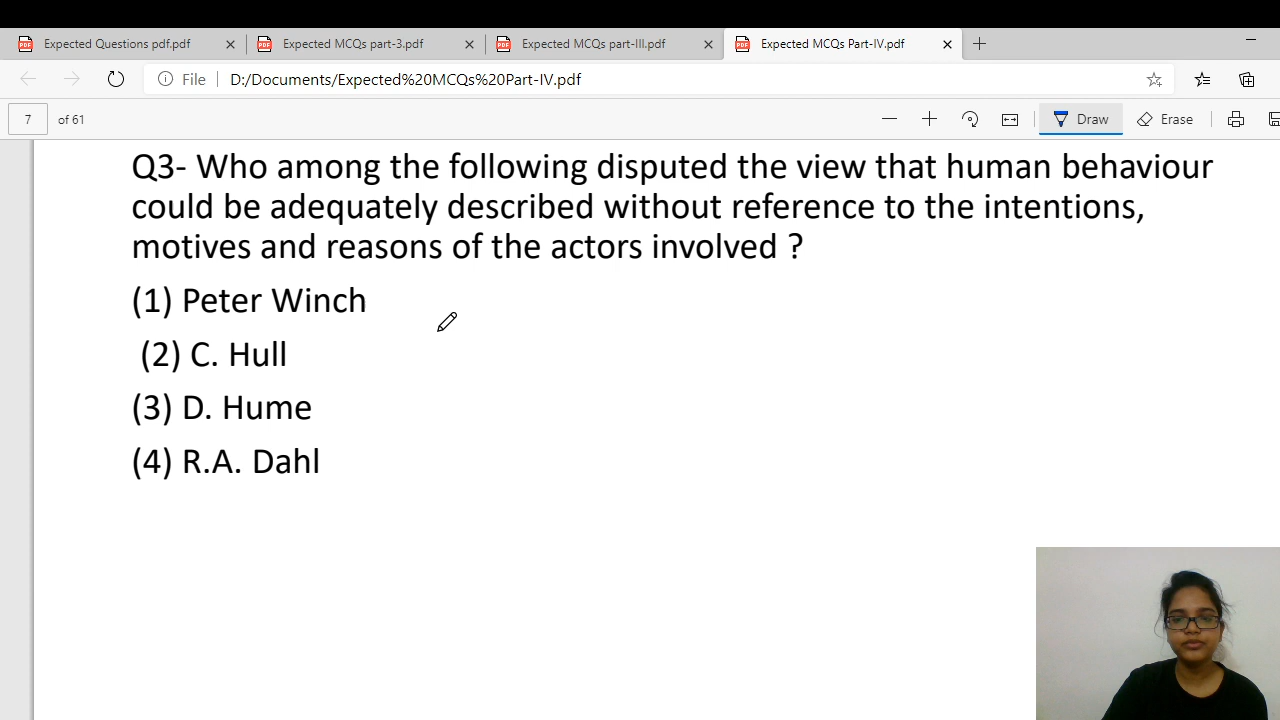 Expected Questions pdf.pdf
Expected MCQs part-3.pdf
Expected MCQs part-III.pdf
Expected MCQs Part-IV.pdf
File
D:/Documents/Expected%20MCQs%20Part-IV.pdf
7 of 61
Draw
Erase
Q3- Who among the following disputed the view that human behaviour
could be adequately described without reference to the intentions,
motives and reasons of the actors involved ?
(1) Peter Winch
(2) C. Hull
(3) D. Hume
(4) R.A. Dahl